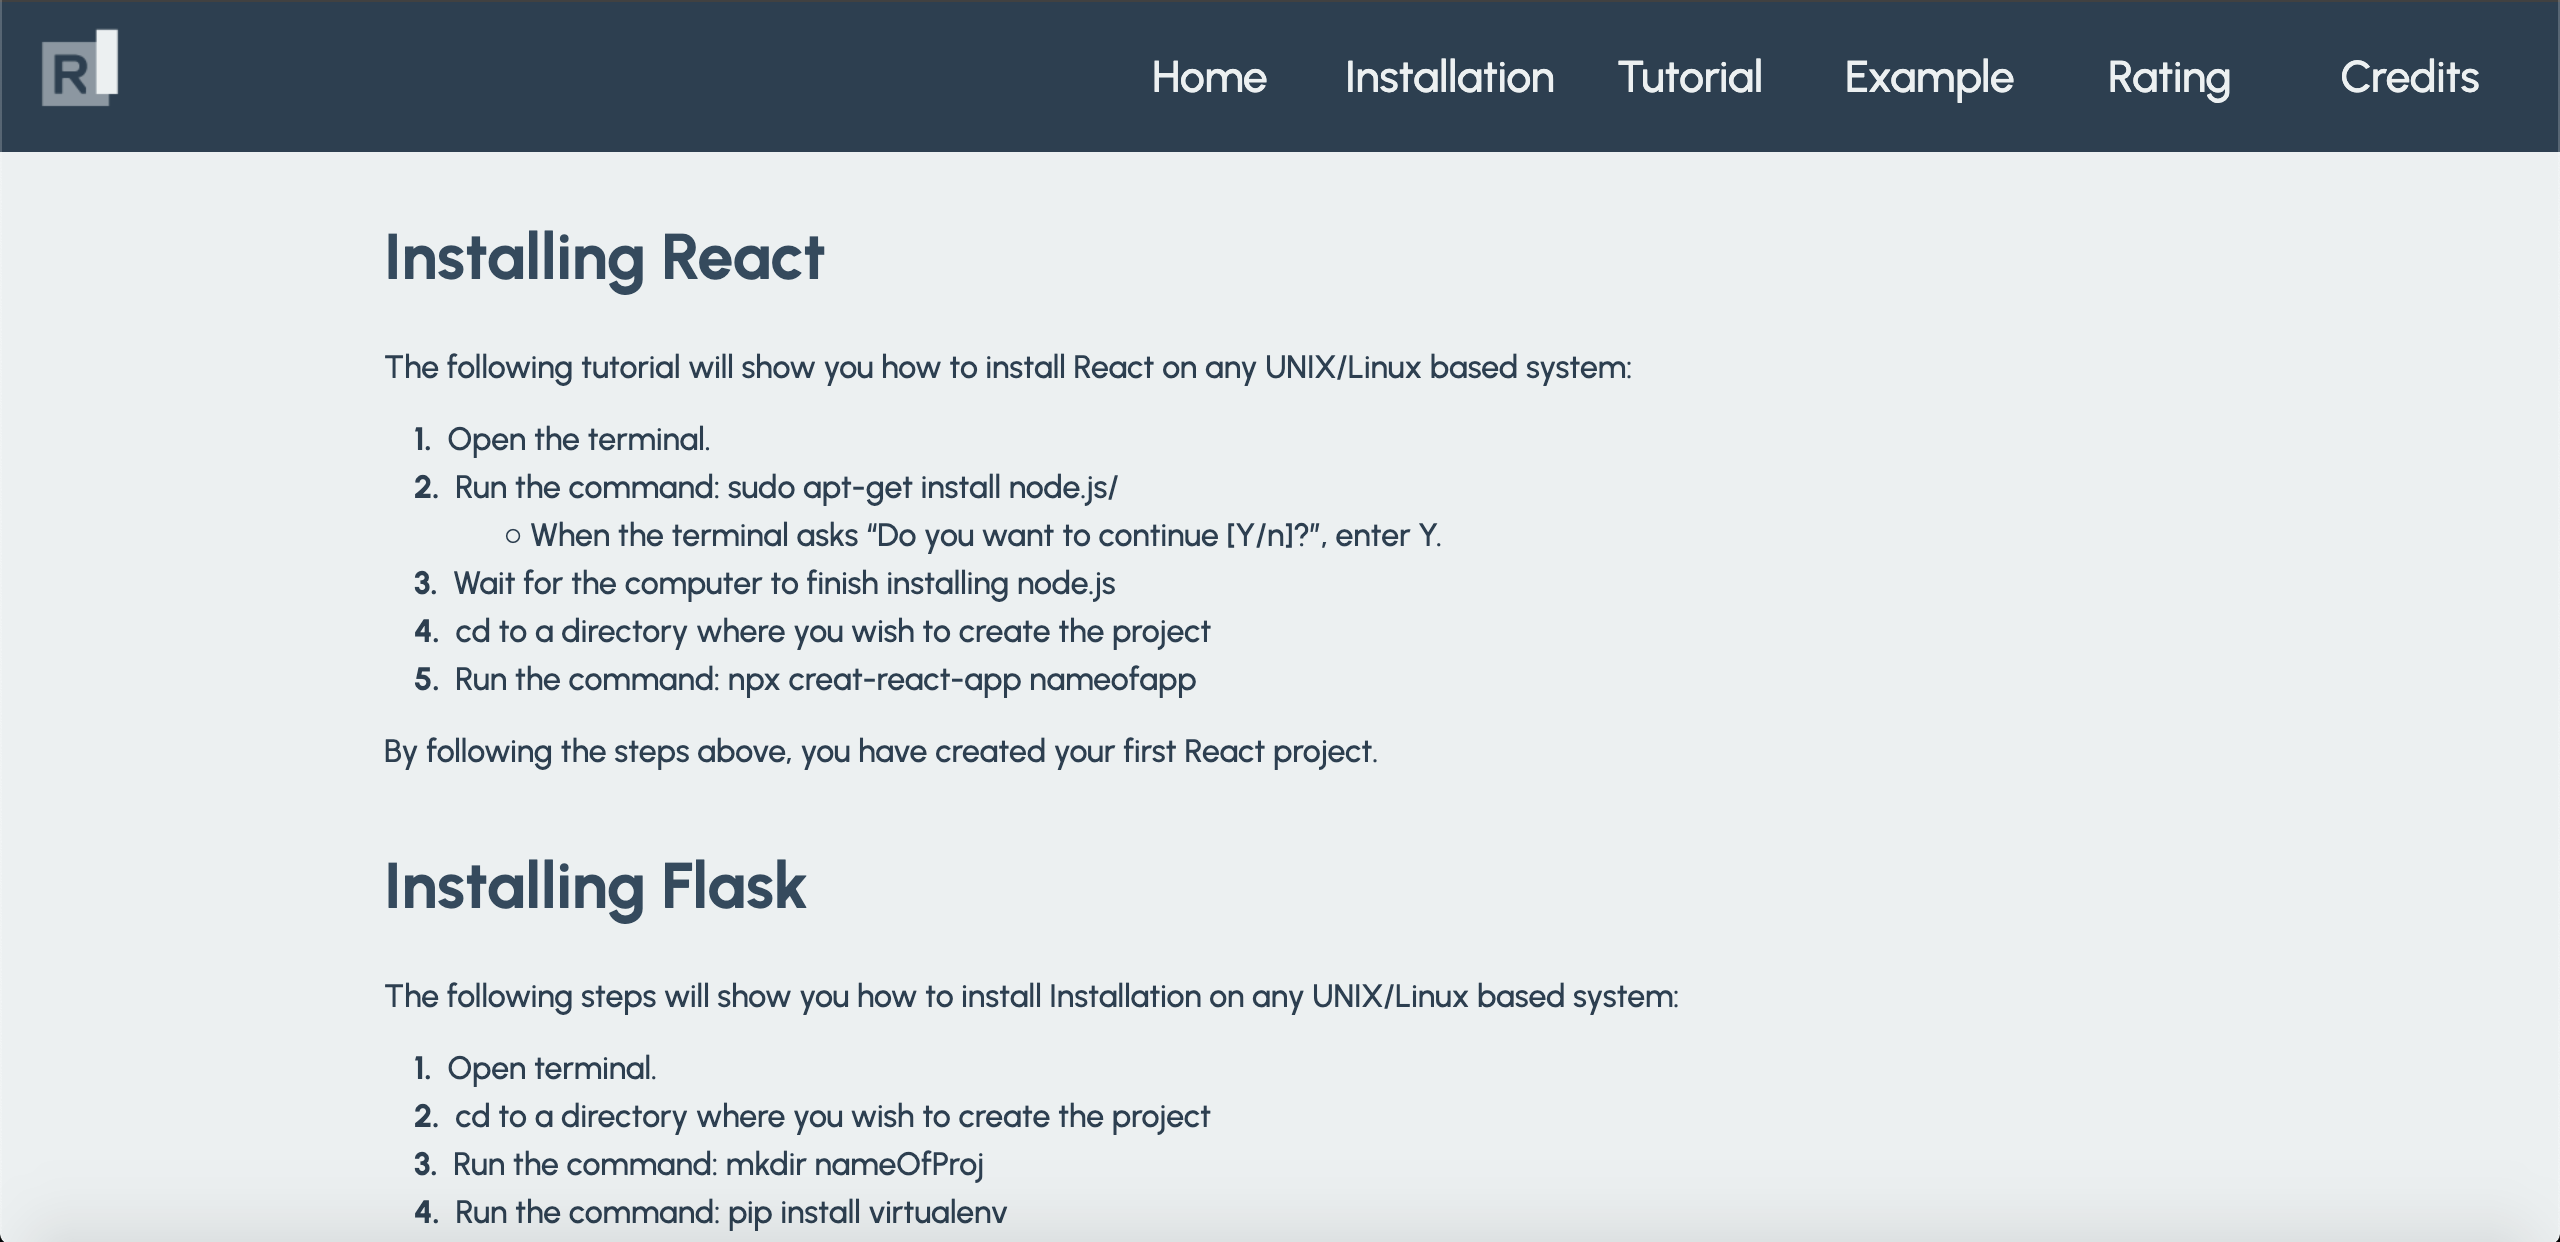 R
Home Installation Tutorial Example Rating Credits
Installing React
The following tutorial will show you how to install React on any UNIX/Linux based system:
1. Open the terminal.
2. Run the command: sudo apt-get install node.js/
○ When the terminal asks “Do you want to continue [Y/n]?”, enter Y.
3. Wait for the computer to finish installing node.js
4. cd to a directory where you wish to create the project
5. Run the command: npx creat-react-app nameofapp
By following the steps above, you have created your first React project.
Installing Flask
The following steps will show you how to install Installation on any UNIX/Linux based system:
1. Open terminal.
2. cd to a directory where you wish to create the project
3. Run the command: mkdir nameOfProj
4. Run the command: pip install virtualenv